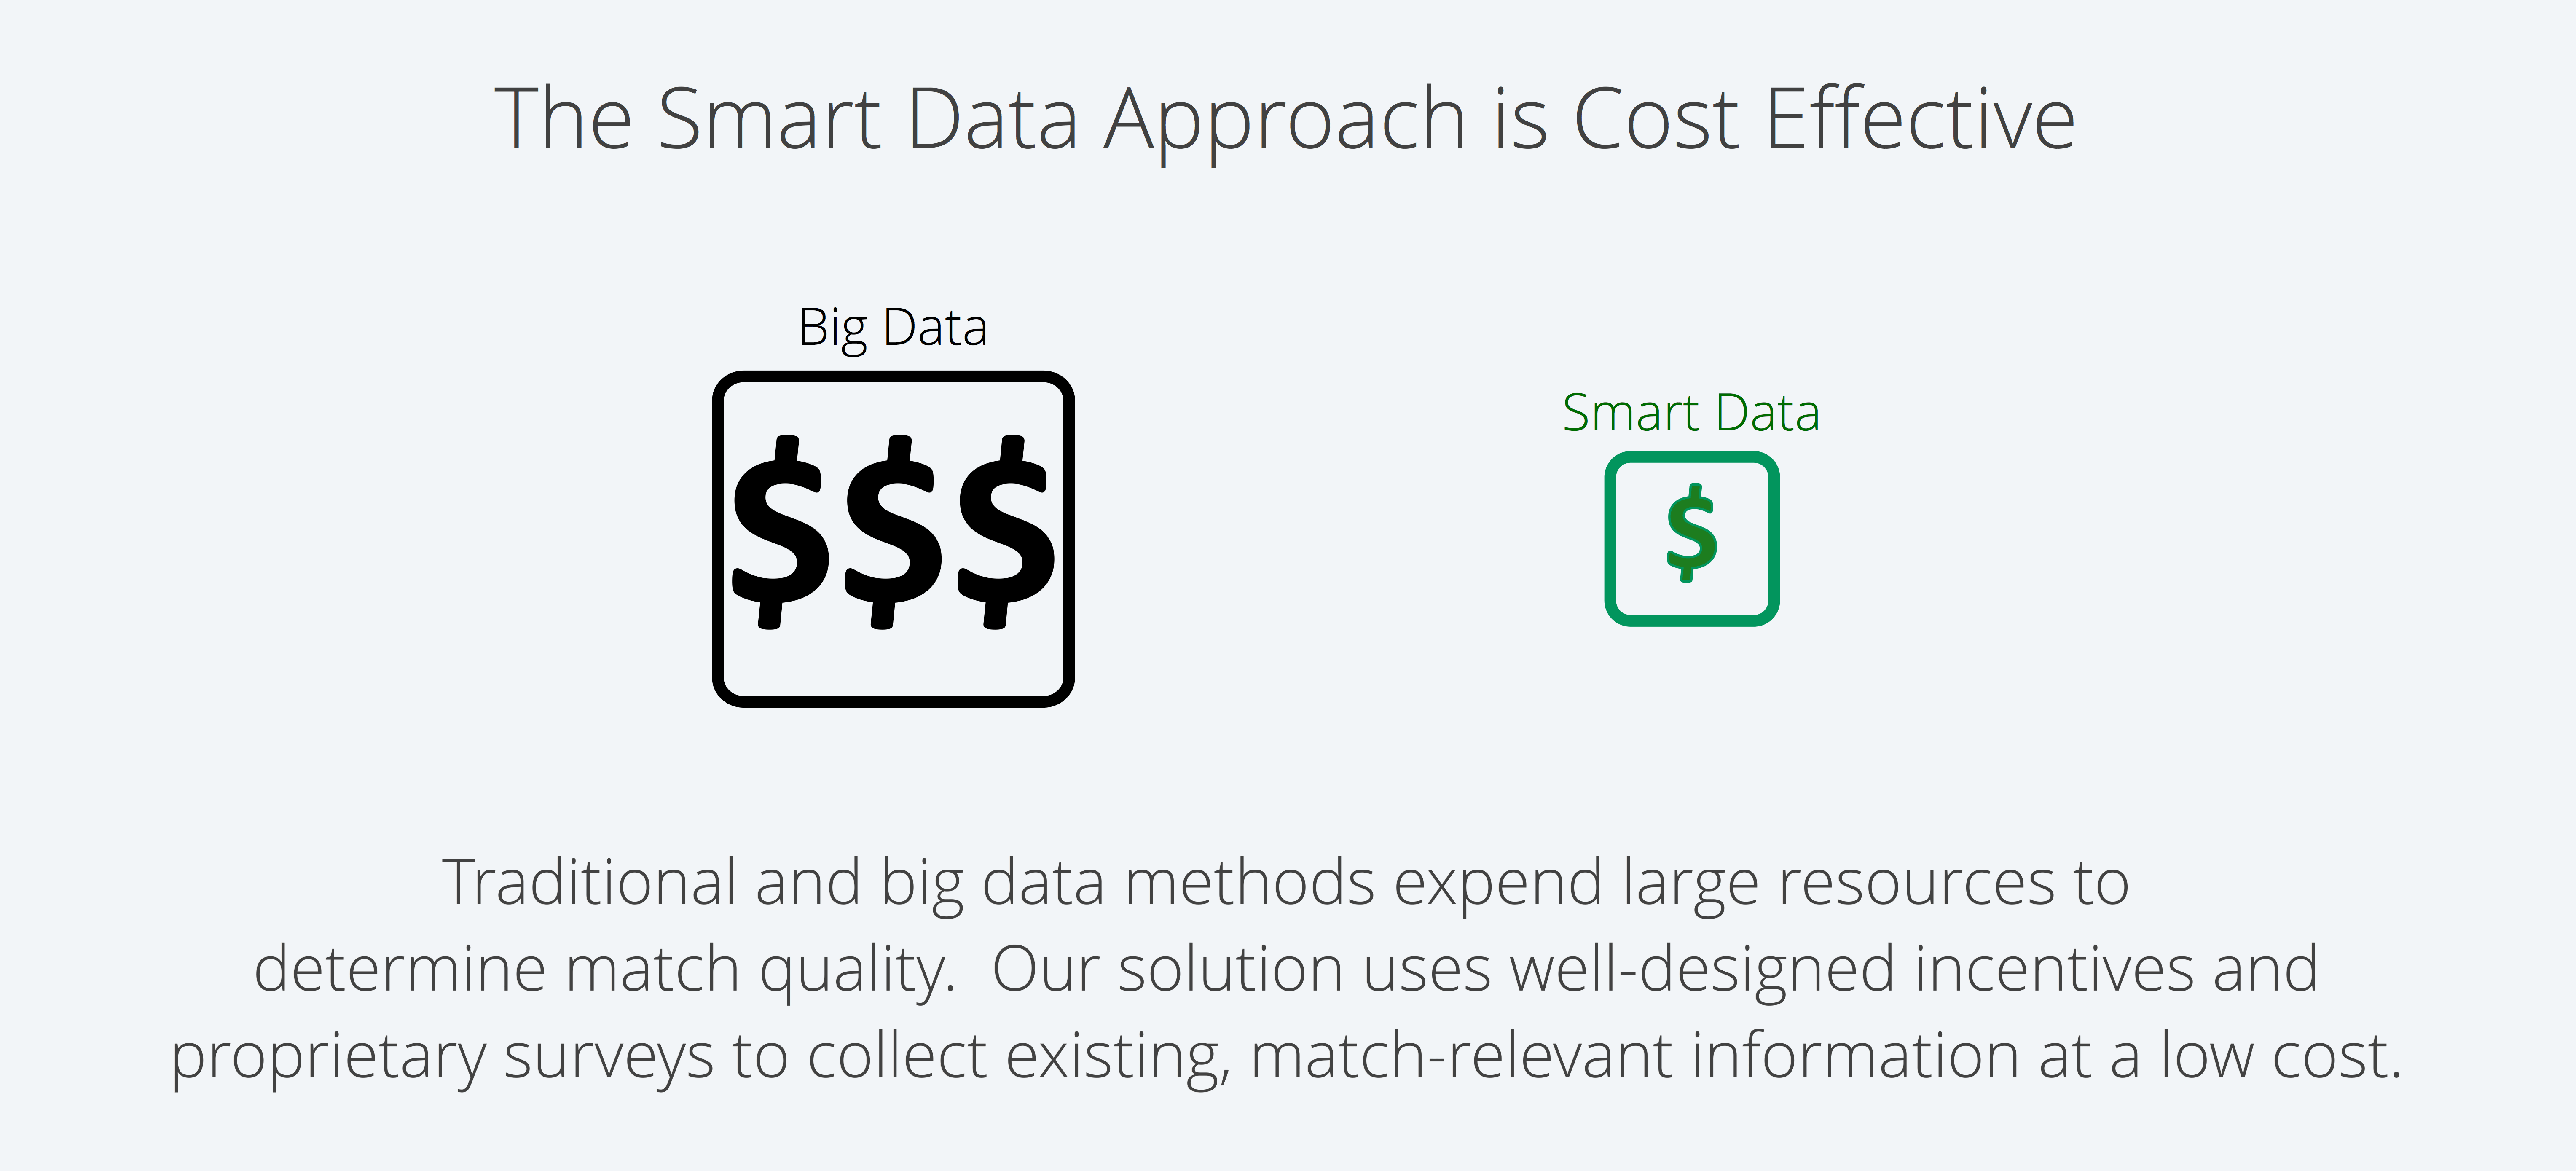 The Smart Data Approach is Cost Effective
Big Data
$$$
Smart Data
$
Traditional and big data methods expend large resources to
determine match quality.  Our solution uses well-designed incentives and
proprietary surveys to collect existing, match-relevant information at a low cost.